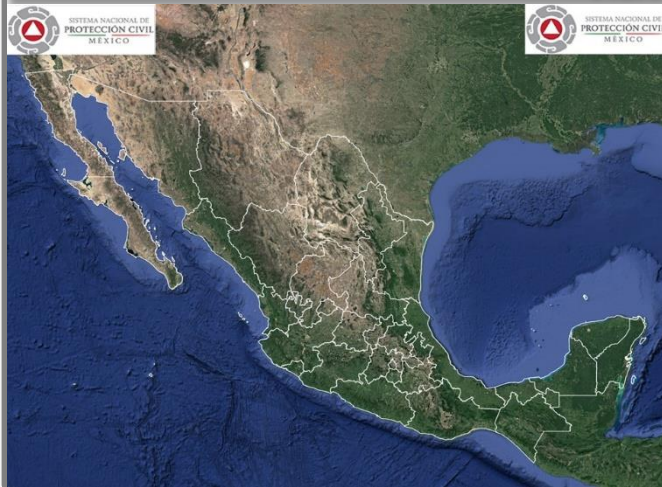 SISTEMA NACIONAL DE
PROTECCIÓN CIVIL
MÉXICO
SISTEMA NACIONAL DE
PROTECCIÓN CIVIL
MÉXICO